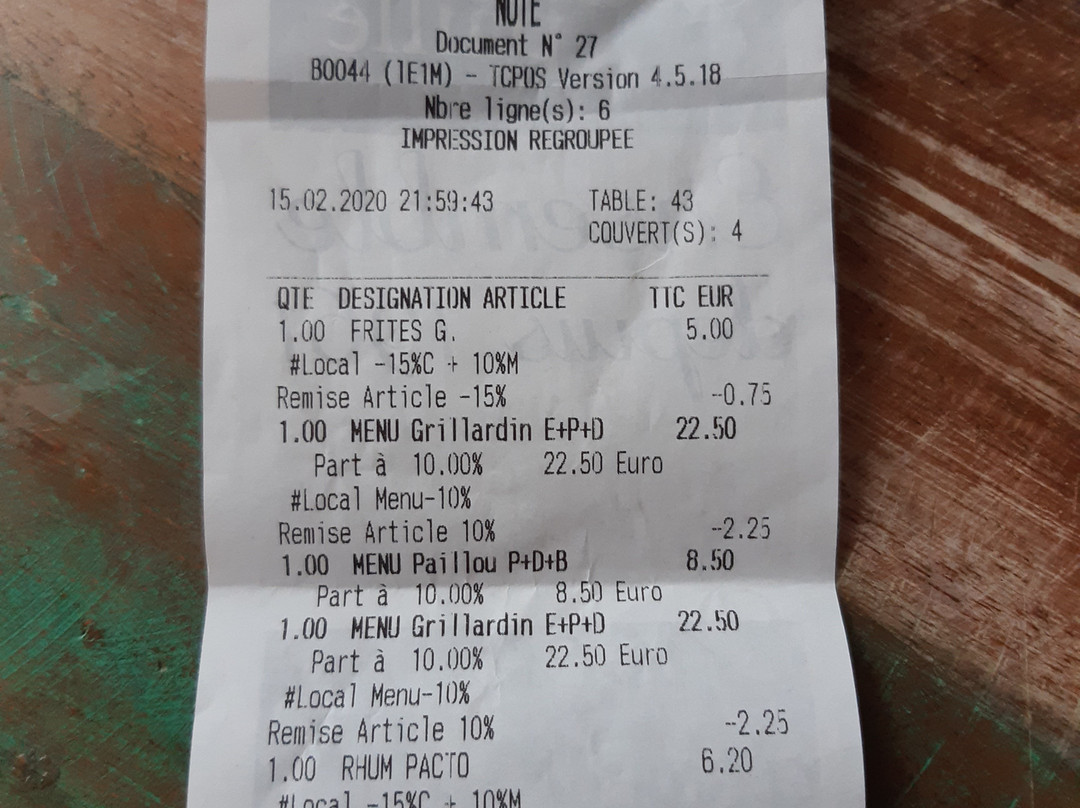 NOTE
Document N° 27
B0044 (1E1M) - TCPOS Version 4.5.18
Nbre ligne(s): 6
IMPRESSION REGROUPEE
15.02.2020 21:59:43 TABLE: 43
COUVERT(S): 4
QTE DESIGNATION ARTICLE TTC EUR
1.00 FRITES G. 5.00
#Local -15%C + 10%M
Remise Article -15% -0.75
1.00 MENU Grillardin E+P+D 22.50
Part à 10.00% 22.50 Euro
#Local Menu-10%
Remise Article 10% -2.25
1.00 MENU Paillou P+D+B 8.50
Part à 10.00% 8.50 Euro
1.00 MENU Grillardin E+P+D 22.50
Part à 10.00% 22.50 Euro
#Local Menu-10%
Remise Article 10% -2.25
1.00 RHUM PACTO 6.20
#Local -15%C + 10%M